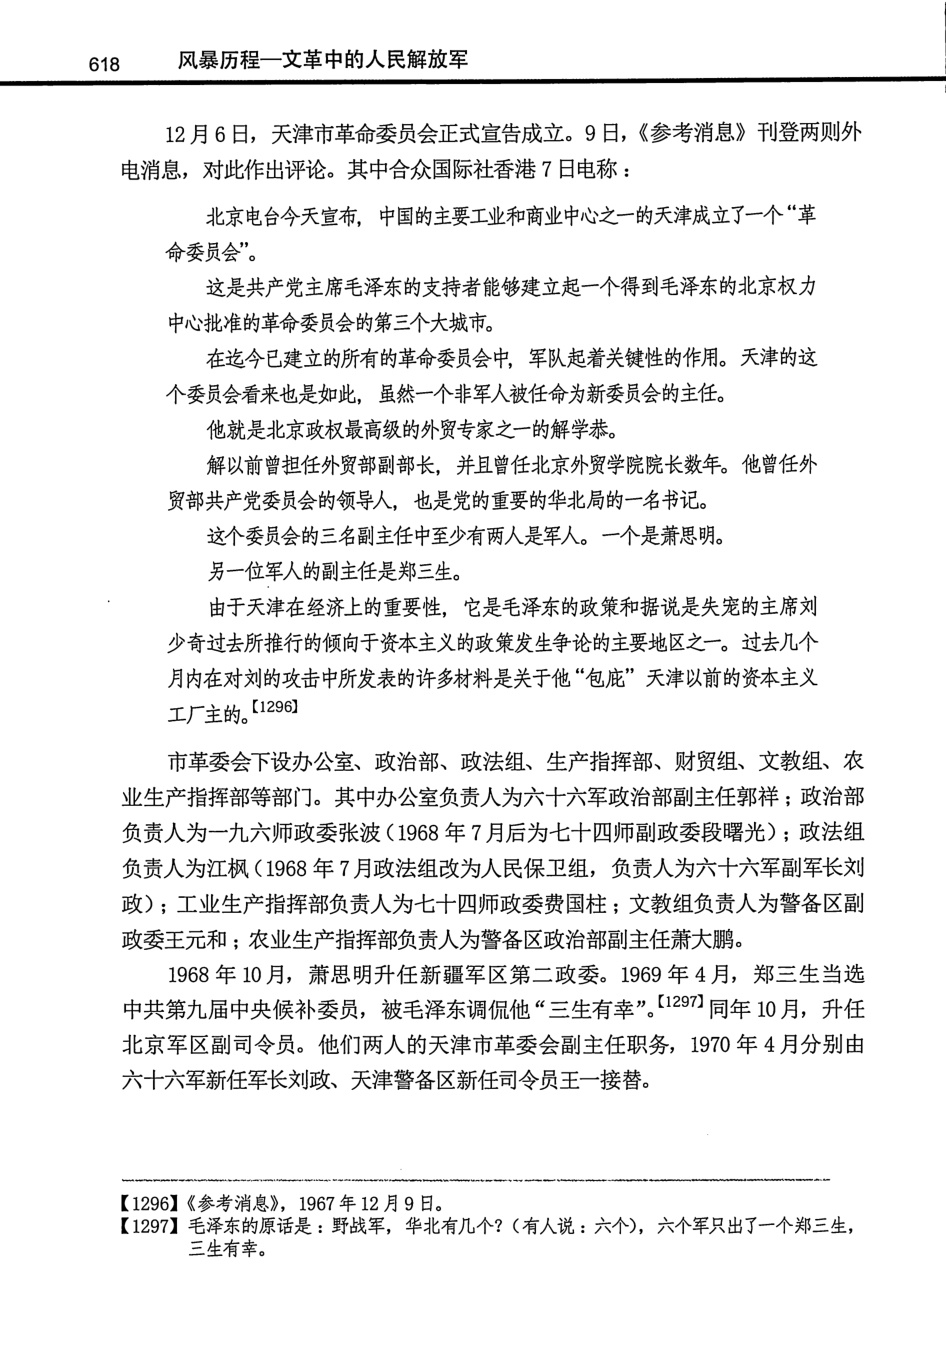 618 风暴历程—文革中的人民解放军
12月6日，天津市革命委员会正式宣告成立。9日，《参考消息》刊登两则外
电消息，对此作出评论。其中合众国际社香港7日电称：
北京电台今天宣布，中国的主要工业和商业中心之一的天津成立了一个“革
命委员会”。
这是共产党主席毛泽东的支持者能够建立起一个得到毛泽东的北京权力
中心批准的革命委员会的第三个大城市。
在迄今已建立的所有的革命委员会中，军队起着关键性的作用。天津的这
个委员会看来也是如此，虽然一个非军人被任命为新委员会的主任。
他就是北京政权最高级的外贸专家之一的解学恭。
解以前曾担任外贸部副部长，并且曾任北京外贸学院院长数年。他曾任外
贸部共产党委员会的领导人，也是党的重要的华北局的一名书记。
这个委员会的三名副主任中至少有两人是军人。一个是萧思明。
另一位军人的副主任是郑三生。
由于天津在经济上的重要性，它是毛泽东的政策和据说是失宠的主席刘
少奇过去所推行的倾向于资本主义的政策发生争论的主要地区之一。过去几个
月内在对刘的攻击中所发表的许多材料是关于他“包庇”天津以前的资本主义
工厂主的。【1296】
市革委会下设办公室、政治部、政法组、生产指挥部、财贸组、文教组、农
业生产指挥部等部门。其中办公室负责人为六十六军政治部副主任郭祥；政治部
负责人为一九六师政委张波（1968年7月后为七十四师副政委段曙光）；政法组
负责人为江枫（1968年7月政法组改为人民保卫组，负责人为六十六军副军长刘
政）；工业生产指挥部负责人为七十四师政委费国柱；文教组负责人为警备区副
政委王元和；农业生产指挥部负责人为警备区政治部副主任萧大鹏。
1968年10月，萧思明升任新疆军区第二政委。1969年4月，郑三生当选
中共第九届中央候补委员，被毛泽东调侃他“三生有幸”。【1297】同年10月，升任
北京军区副司令员。他们两人的天津市革委会副主任职务，1970年4月分别由
六十六军新任军长刘政、天津警备区新任司令员王一接替。
【1296】《参考消息》，1967年12月9日。
【1297】毛泽东的原话是：野战军，华北有几个？（有人说：六个），六个军只出了一个郑三生，
三生有幸。